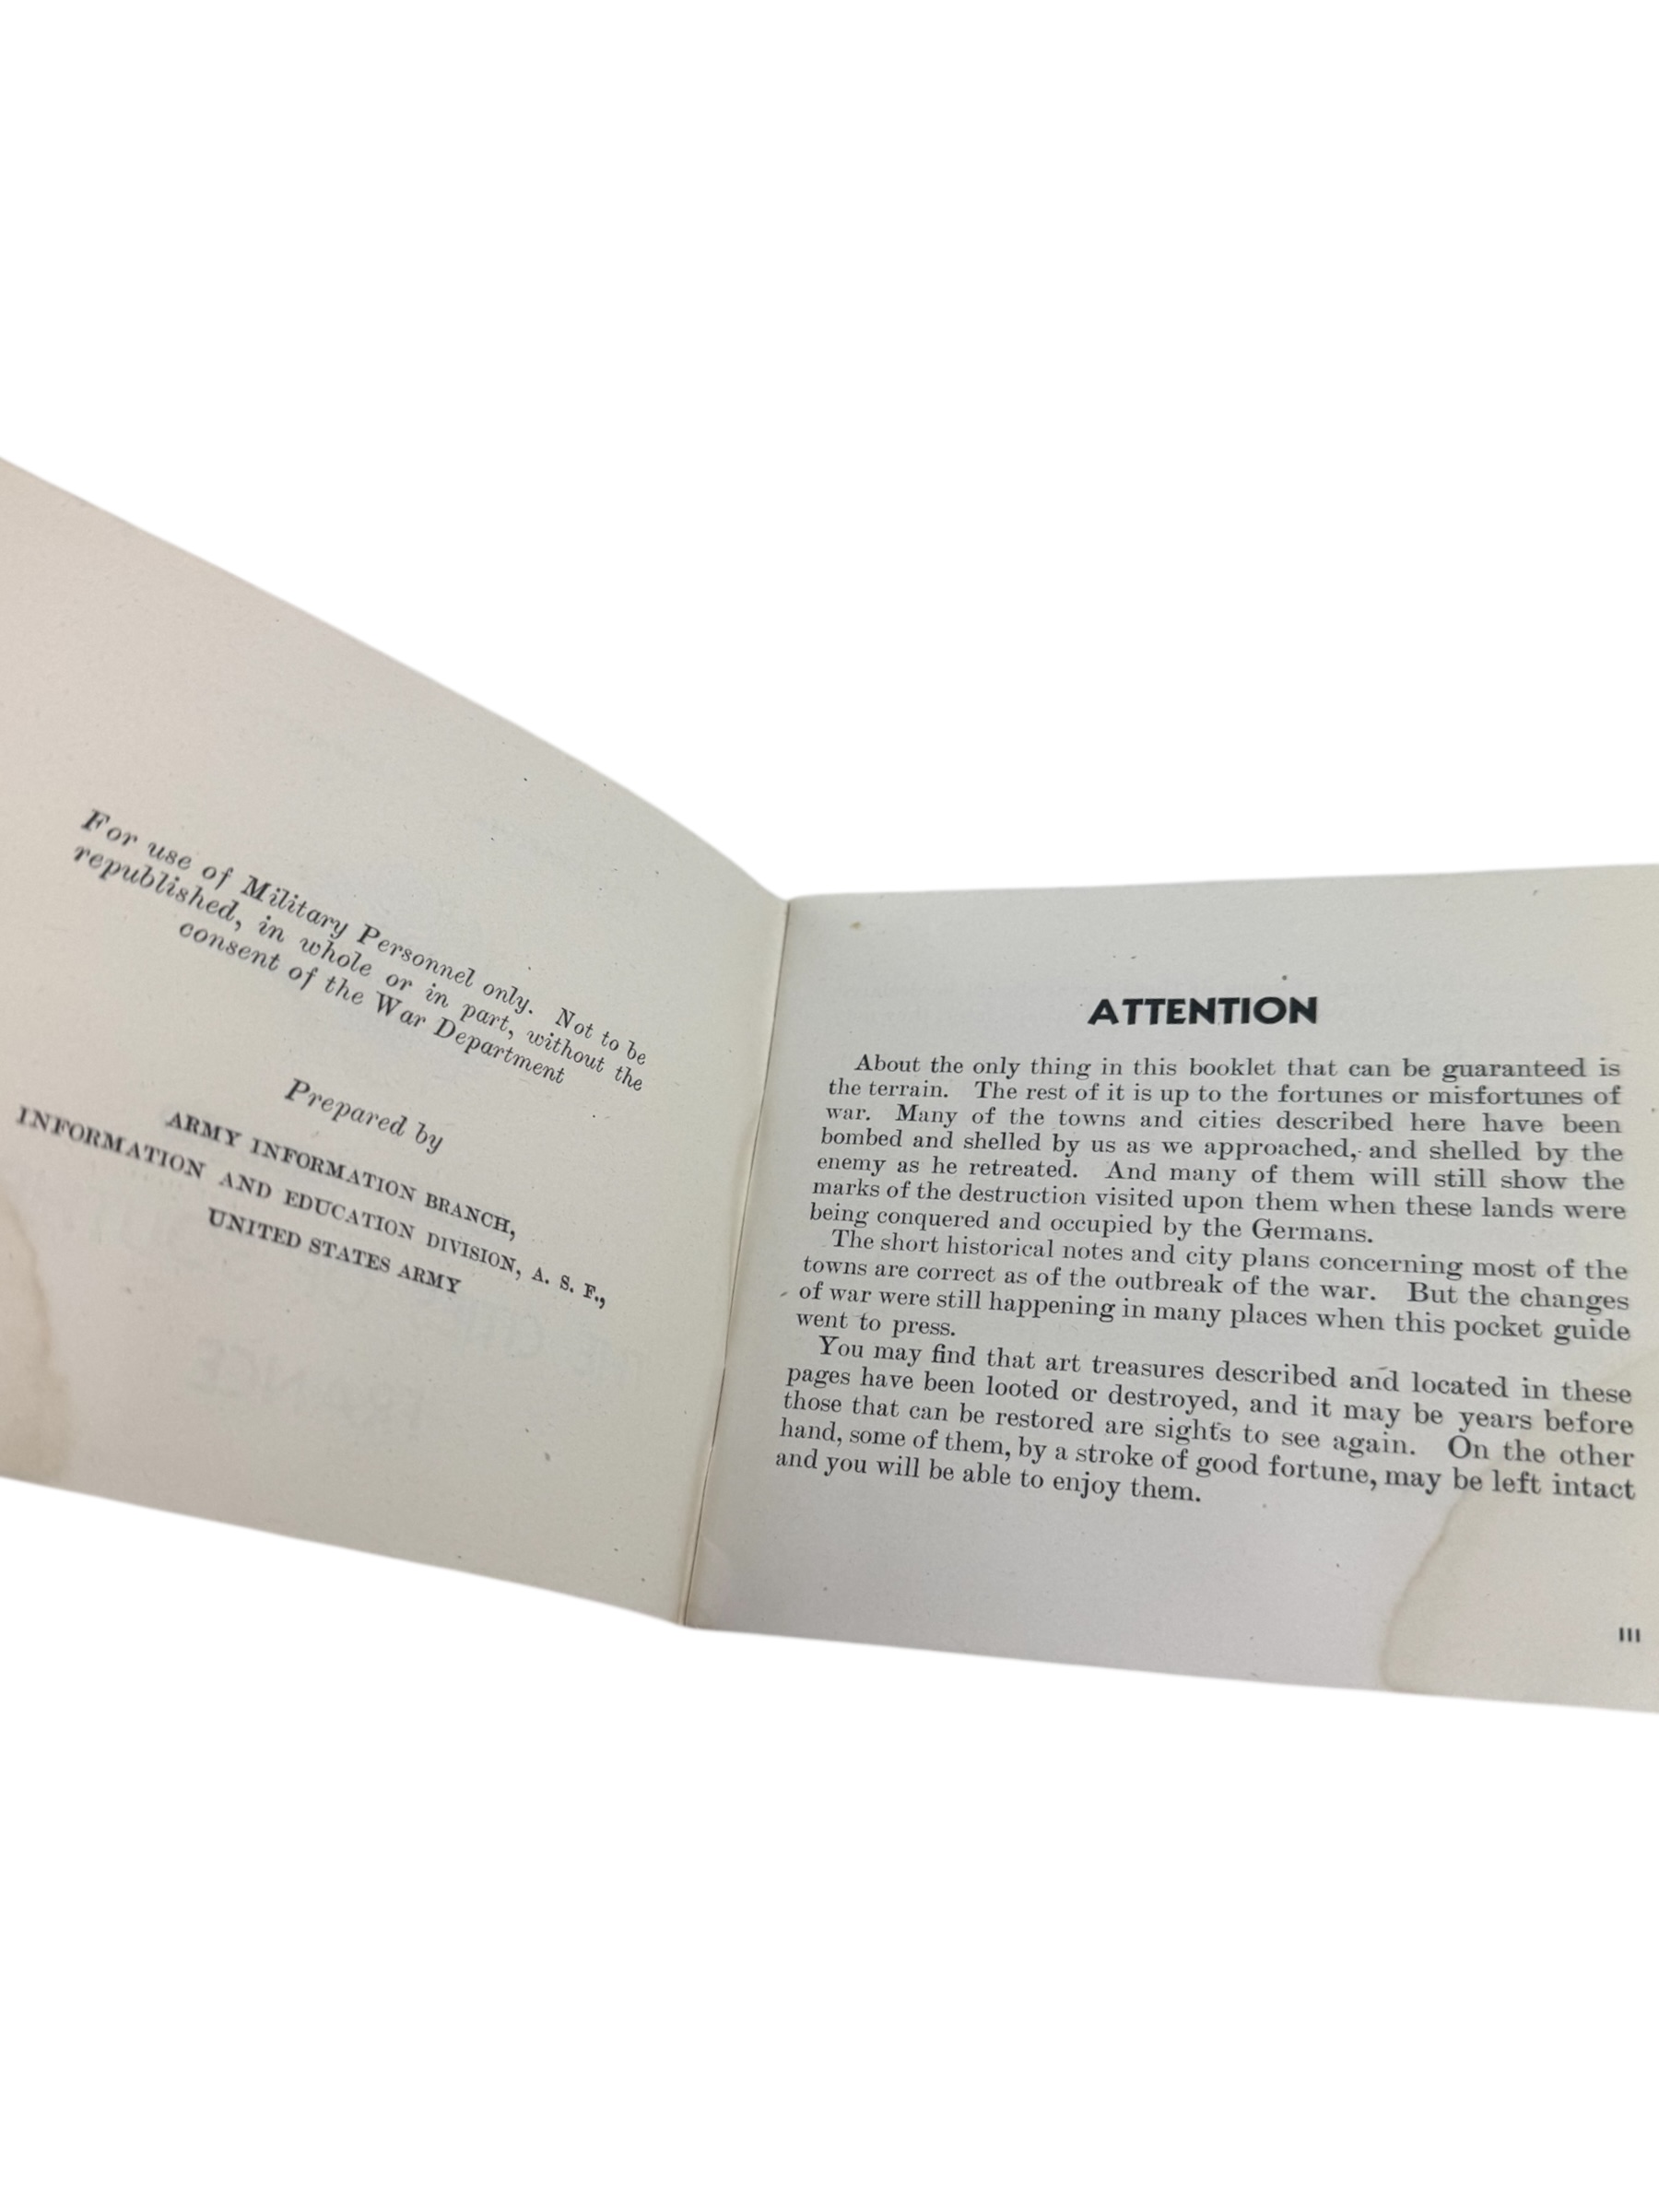 For use of Military Personnel only. Not to be
republished, in whole or in part, without the
consent of the War Department
Prepared by
ARMY INFORMATION BRANCH,
INFORMATION AND EDUCATION DIVISION, A. S. F.,
UNITED STATES ARMY
ATTENTION
About the only thing in this booklet that can be guaranteed is
the terrain. The rest of it is up to the fortunes or misfortunes of
war. Many of the towns and cities described here have been
bombed and shelled by us as we approached, and shelled by the
enemy as he retreated. And many of them will still show the
marks of the destruction visited upon them when these lands were
being conquered and occupied by the Germans.
The short historical notes and city plans concerning most of the
towns are correct as of the outbreak of the war. But the changes
of war were still happening in many places when this pocket guide
went to press.
You may find that art treasures described and located in these
pages have been looted or destroyed, and it may be years before
those that can be restored are sights to see again. On the other
hand, some of them, by a stroke of good fortune, may be left intact
and you will be able to enjoy them.
III